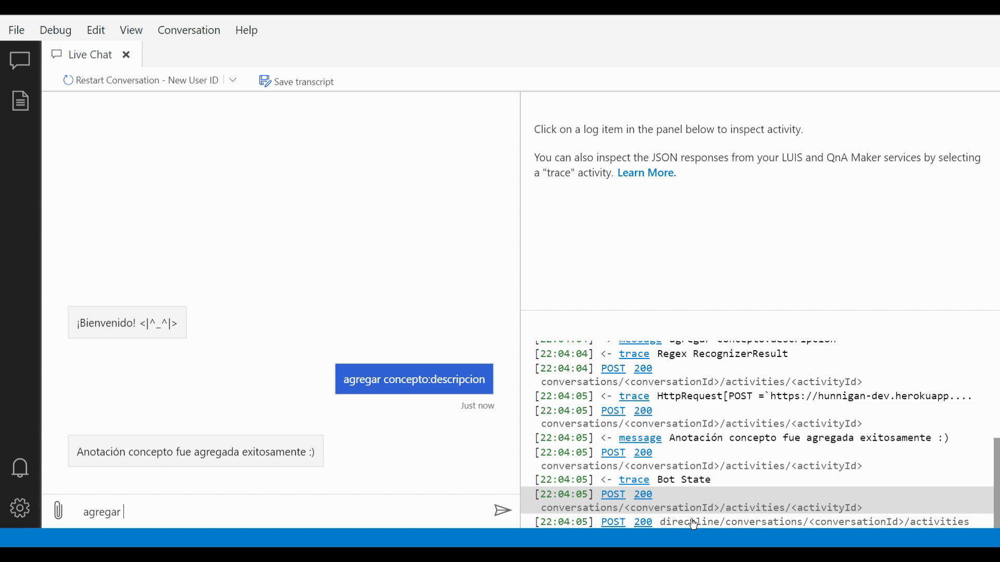 File Debug Edit View Conversation Help
Live Chat
Restart Conversation - New User ID
Save transcript
¡Bienvenido! <|^_^|>
agregar concepto:descripcion
Just now
Anotación concepto fue agregada exitosamente :)
agregar
Click on a log item in the panel below to inspect activity.
You can also inspect the JSON responses from your LUIS and QnA Maker services by selecting
a "trace" activity. Learn More.
message agregar concepto:descripcion
[22:04:04] <- trace Regex RecognizerResult
[22:04:04] POST 200
conversations/<conversationId>/activities/<activityId>
[22:04:05] <- trace HttpRequest[POST =`https://hunnigan-dev.herokuapp....
[22:04:05] POST 200
conversations/<conversationId>/activities/<activityId>
[22:04:05] <- message Anotación concepto fue agregada exitosamente :)
[22:04:05] POST 200
conversations/<conversationId>/activities/<activityId>
[22:04:05] <- trace Bot State
[22:04:05] POST 200
conversations/<conversationId>/activities/<activityId>
[22:04:05] POST 200 directline/conversations/<conversationId>/activities